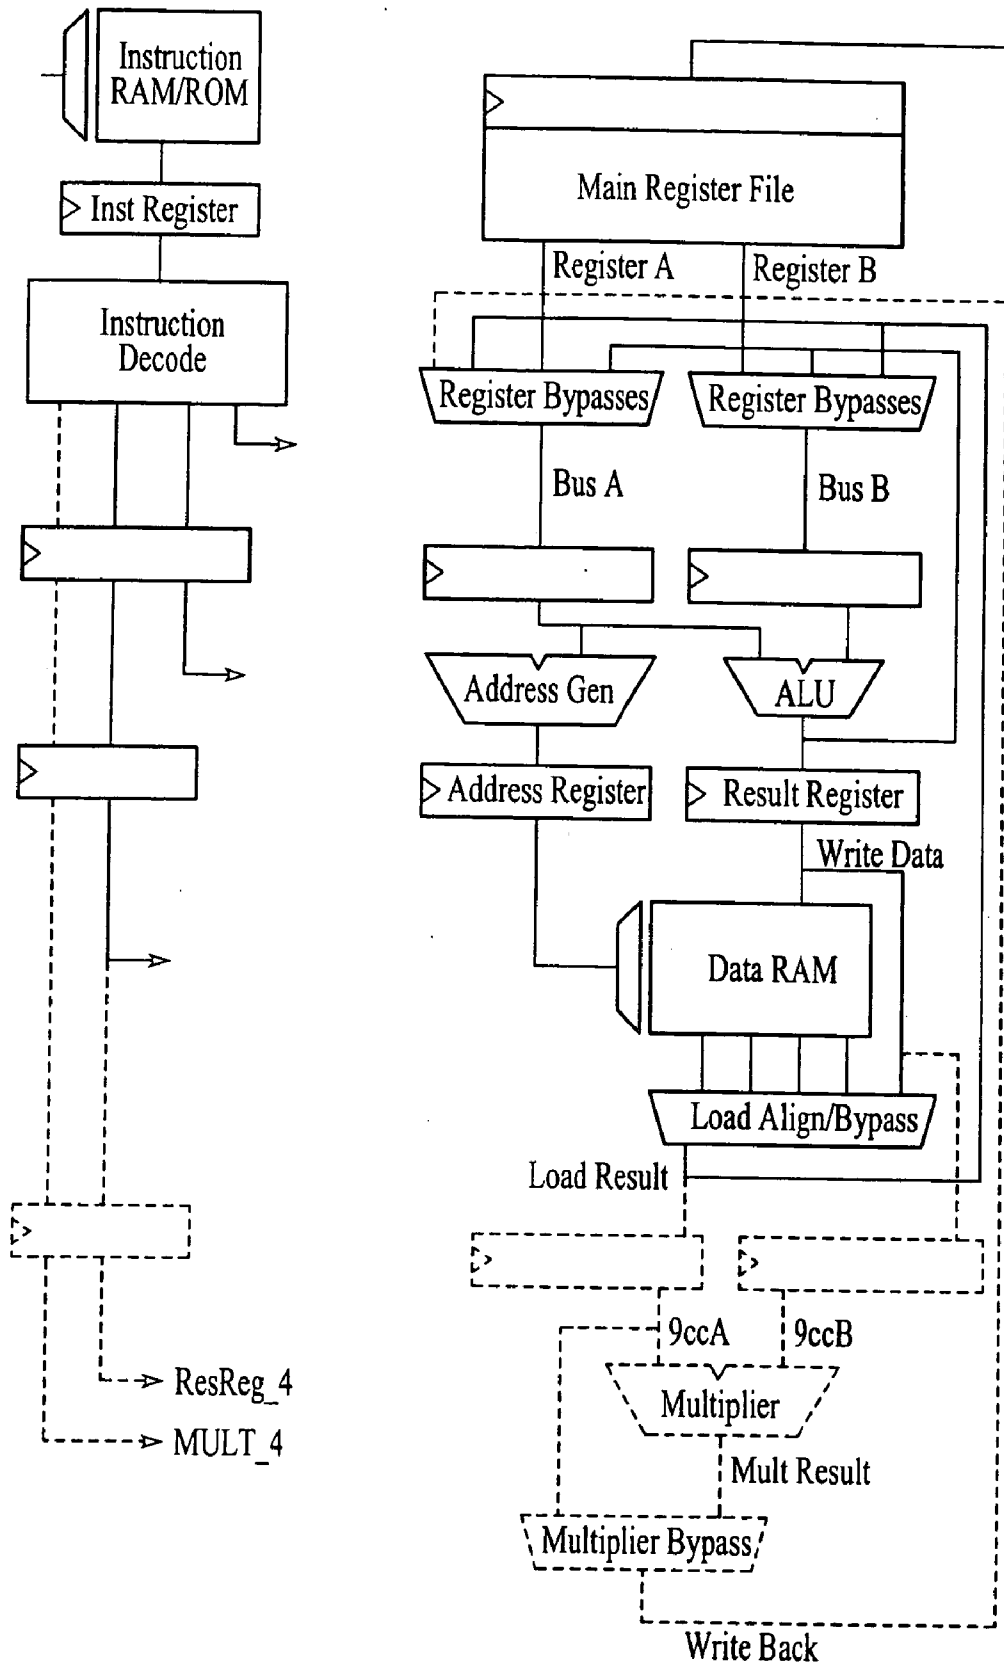 Instruction
RAM/ROM
Inst Register
Instruction
Decode
Main Register File
Register A
Register B
Register Bypasses
Register Bypasses
Bus A
Bus B
Address Gen
ALU
Address Register
Result Register
Write Data
Data RAM
Load Align/Bypass
Load Result
9ccA
9ccB
ResReg_4
MULT_4
Multiplier
Mult Result
Multiplier Bypass
Write Back